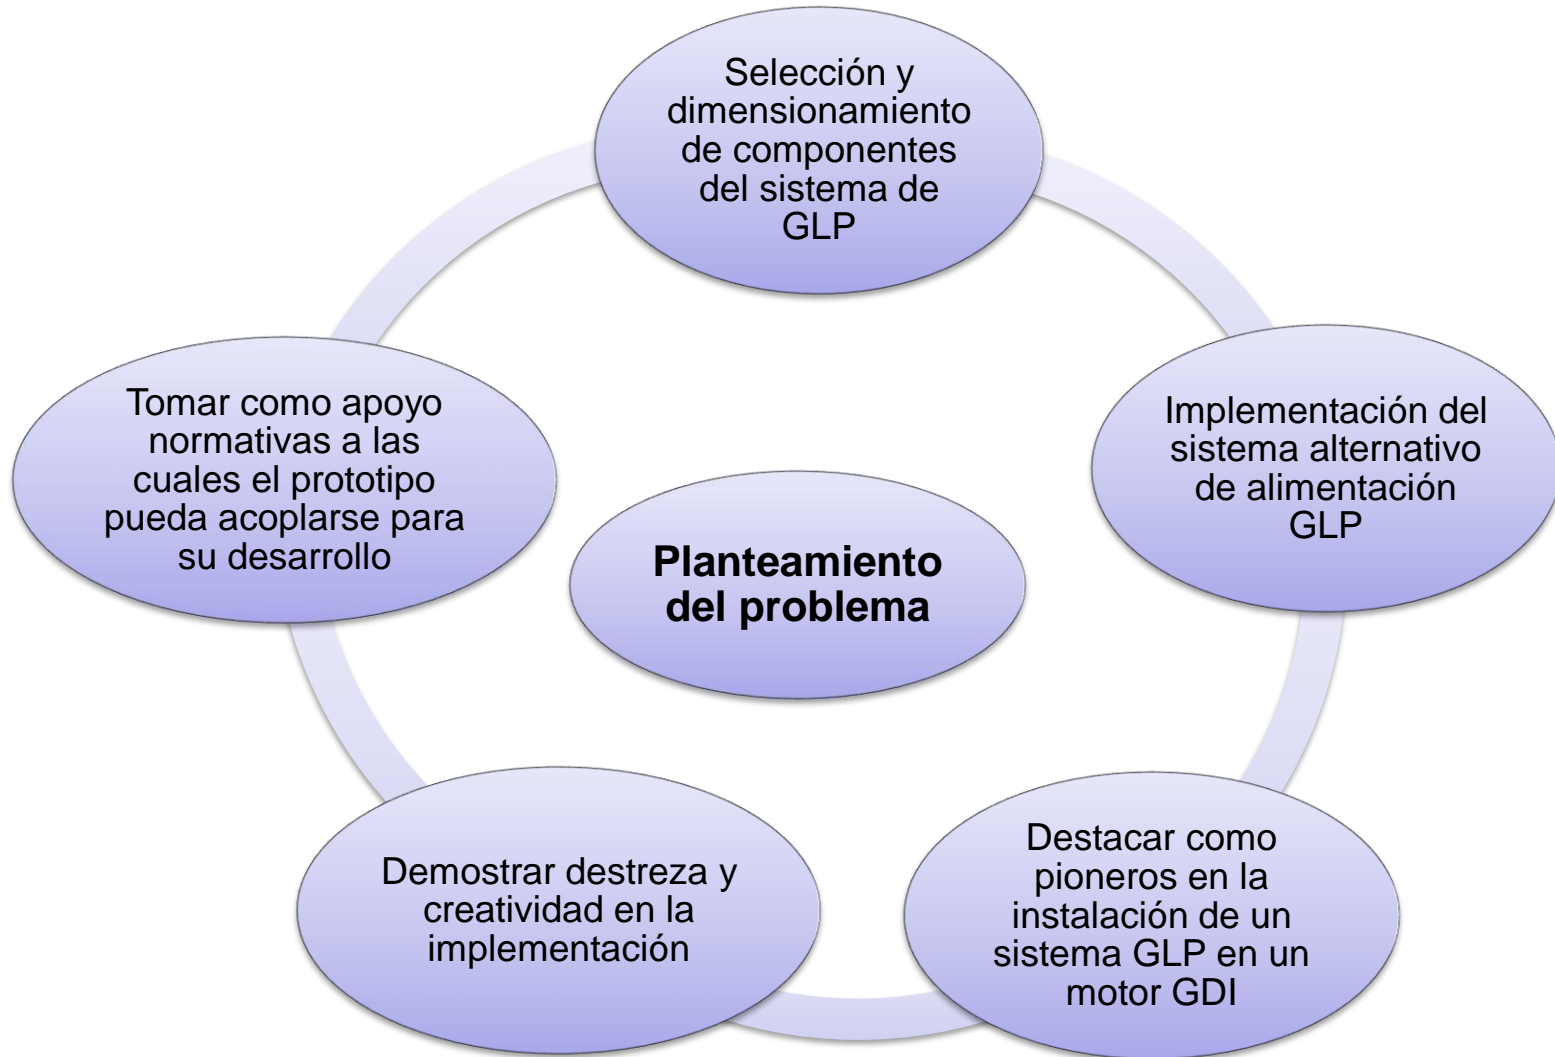 Selección y
dimensionamiento
de componentes
del sistema de
GLP
Implementación del
sistema alternativo
de alimentación
GLP
Destacar como
pioneros en la
instalación de un
sistema GLP en un
motor GDI
Demostrar destreza y
creatividad en la
implementación
Tomar como apoyo
normativas a las
cuales el prototipo
pueda acoplarse para
su desarrollo
Planteamiento
del problema